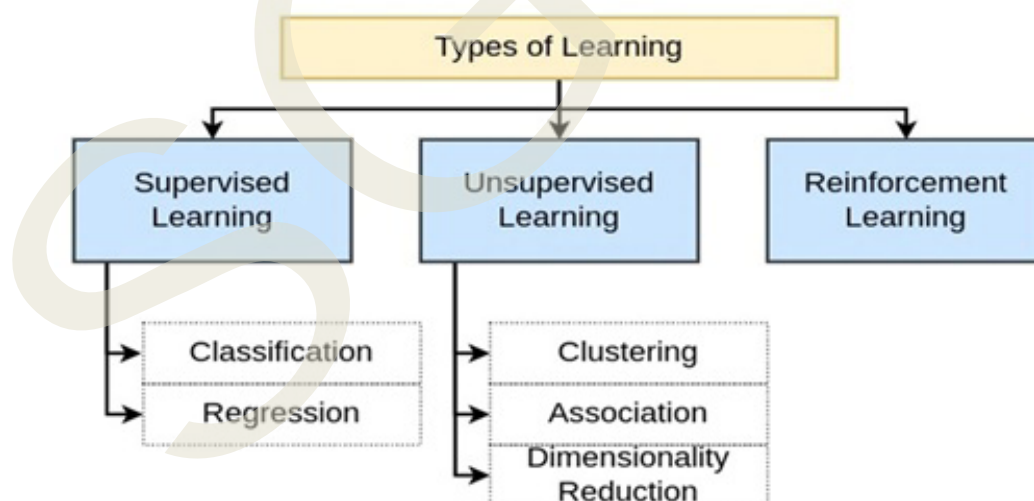 Types of Learning
Supervised
Learning
Unsupervised
Learning
Reinforcement
Learning
Classification
Regression
Clustering
Association
Dimensionality
Reduction